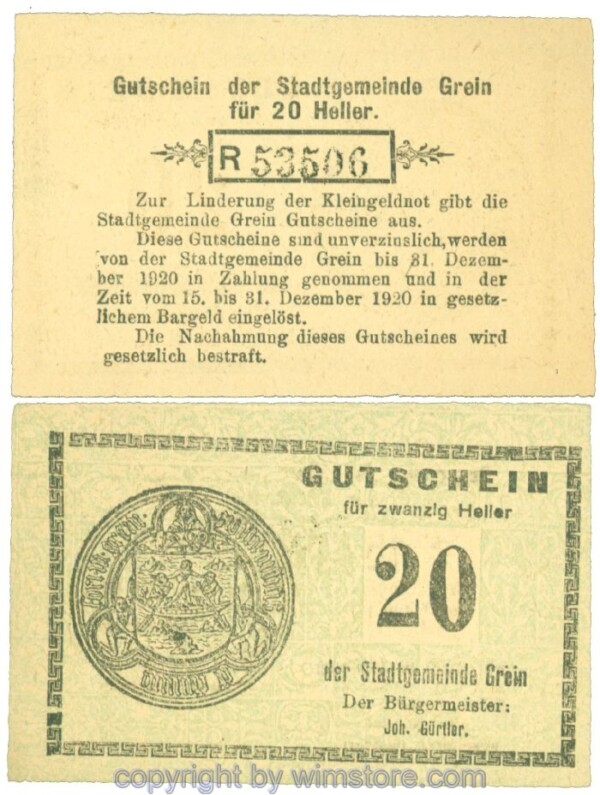 Gutschein der Stadtgemeinde Grein
für 20 Heller.
R 53506
Zur Linderung der Kleingeldnot gibt die
Stadtgemeinde Grein Gutscheine aus.
Diese Gutscheine sind unverzinslich, werden
von der Stadtgemeinde Grein bis 31. Dezem-
ber 1920 in Zahlung genommen und in der
Zeit vom 15. bis 31. Dezember 1920 in gesetz-
lichem Bargeld eingelöst.
Die Nachahmung dieses Gutscheines wird
gesetzlich bestraft.
GUTSCHEIN
für zwanzig Heller
20
der Stadtgemeinde Grein
Der Bürgermeister:
Joh. Gürtler.
copyright by wimstore.com